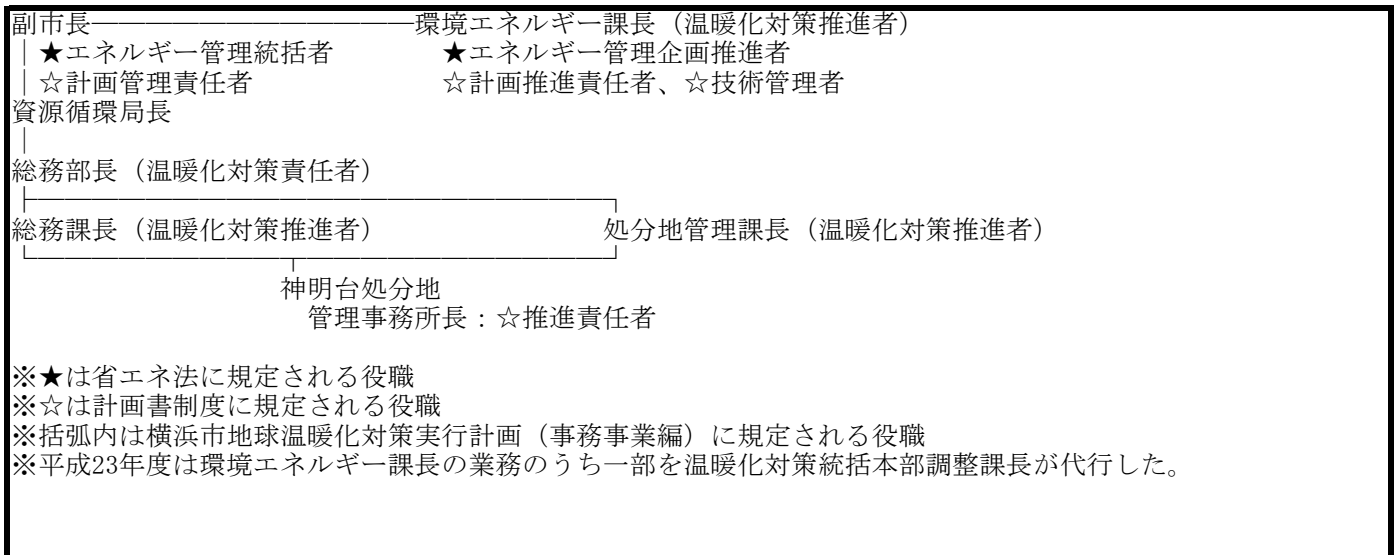 副市長――――――――――――環境エネルギー課長（温暖化対策推進者）
｜★エネルギー管理統括者　　　　★エネルギー管理企画推進者
｜☆計画管理責任者　　　　　　　☆計画推進責任者、☆技術管理者
資源循環局長
｜
総務部長（温暖化対策責任者）
├―――――――――――――――――――――┐
総務課長（温暖化対策推進者）　　　　　　　　　処分地管理課長（温暖化対策推進者）
└――――――――――┬―――――――――――┘
神明台処分地
管理事務所長：☆推進責任者
※★は省エネ法に規定される役職
※☆は計画書制度に規定される役職
※括弧内は横浜市地球温暖化対策実行計画（事務事業編）に規定される役職
※平成23年度は環境エネルギー課長の業務のうち一部を温暖化対策統括本部調整課長が代行した。